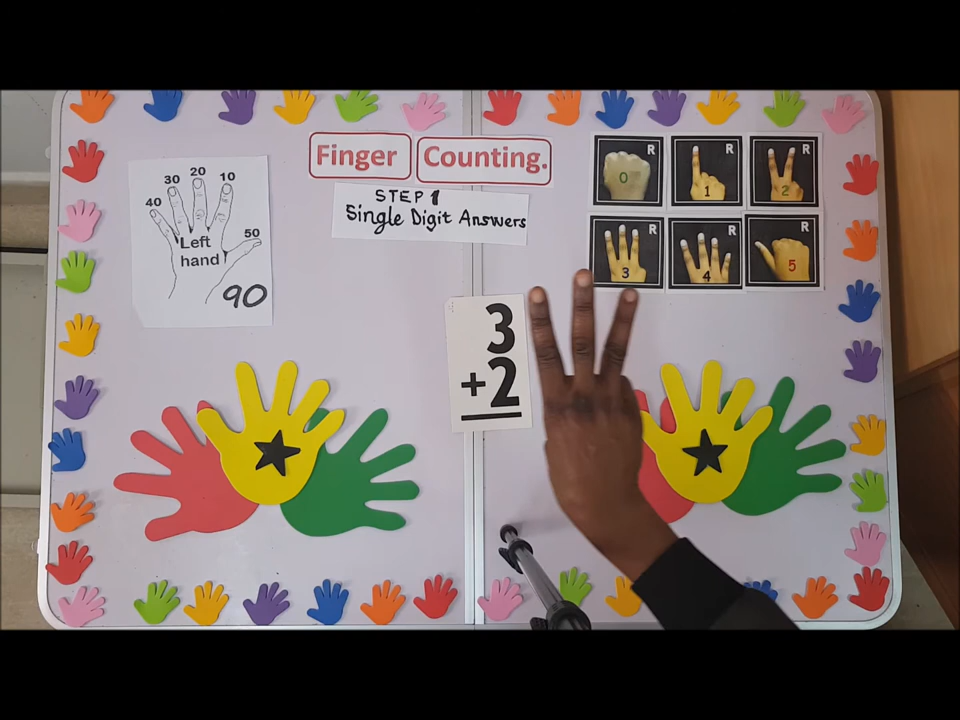 Finger Counting.
STEP 1
Single Digit Answers
40 30 20 10 50
Left
hand
90
R R R
0 1 2
R R R
3 4 5
3
+2